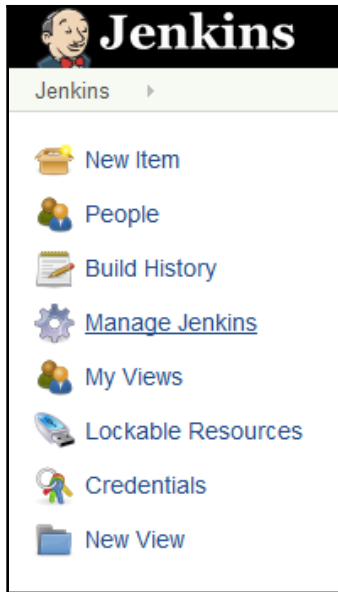 Jenkins
Jenkins
New Item
People
Build History
Manage Jenkins
My Views
Lockable Resources
Credentials
New View